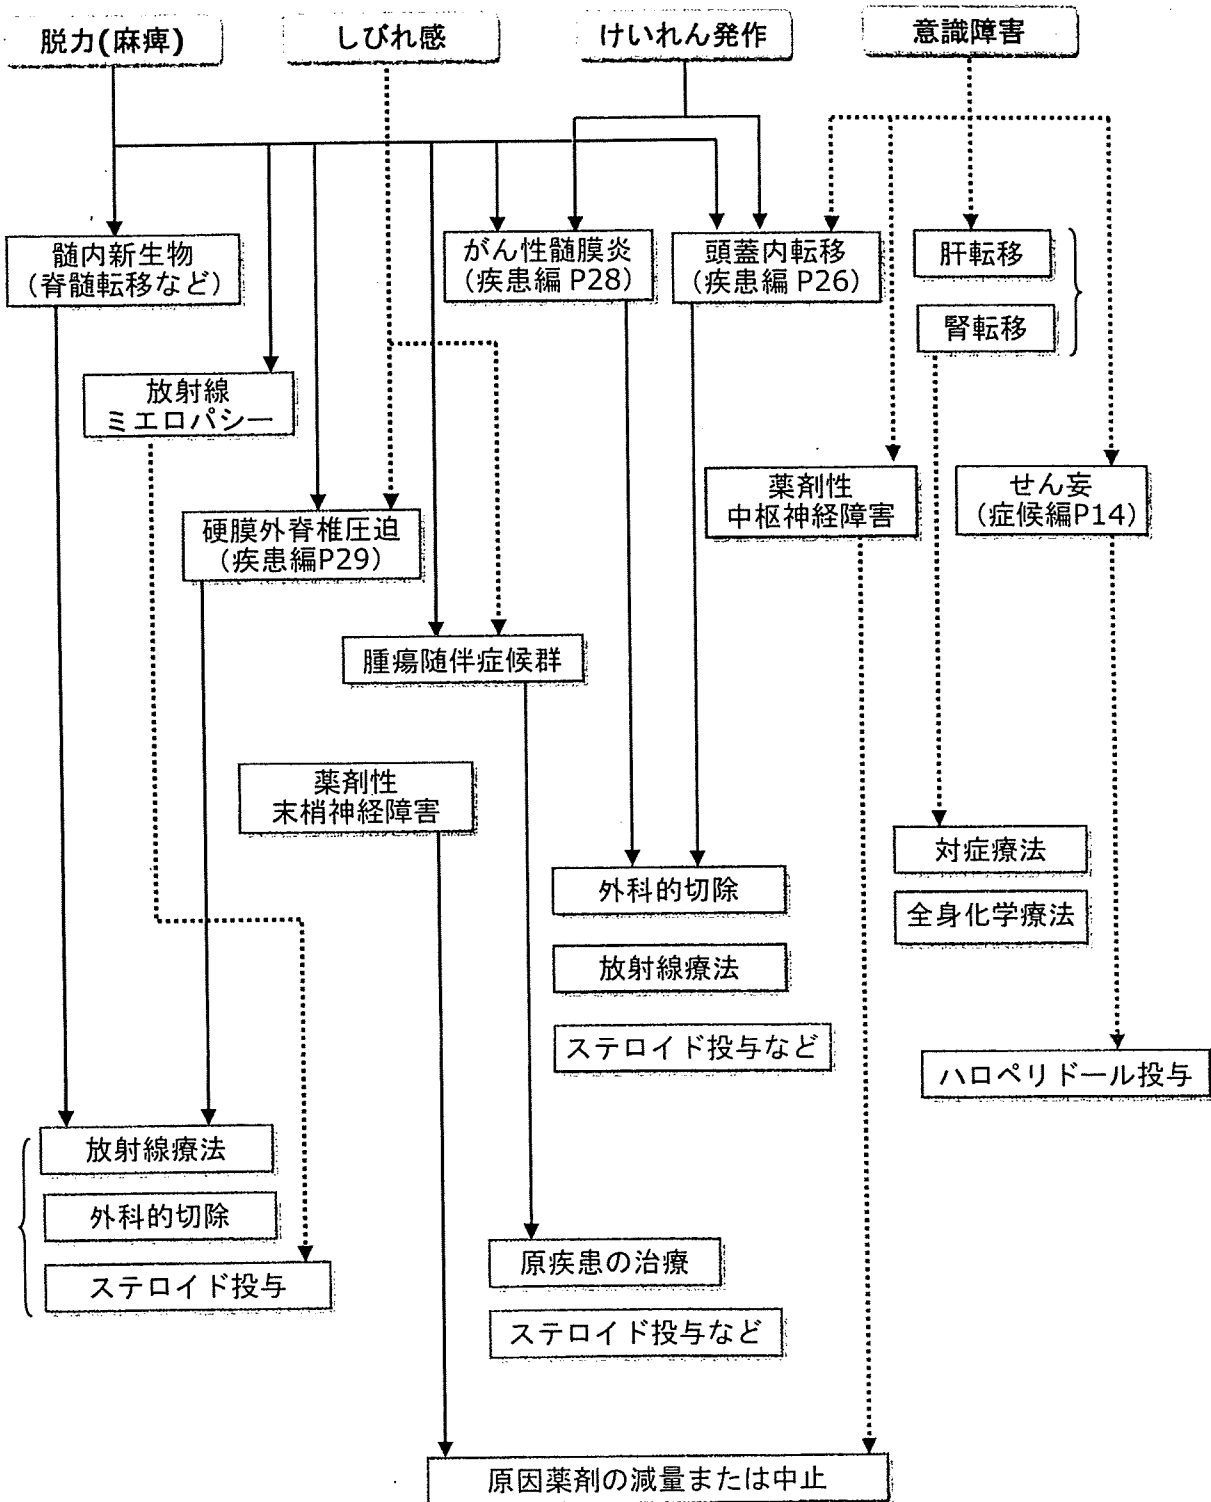 脱力(麻痺)
しびれ感
けいれん発作
意識障害
髄内新生物
(脊髄転移など)
がん性髄膜炎
(疾患編 P28)
頭蓋内転移
(疾患編 P26)
肝転移
腎転移
放射線
ミエロパシー
薬剤性
中枢神経障害
せん妄
(症候編P14)
硬膜外脊椎圧迫
(疾患編P29)
腫瘍随伴症候群
薬剤性
末梢神経障害
対症療法
全身化学療法
外科的切除
放射線療法
ステロイド投与など
ハロペリドール投与
放射線療法
外科的切除
ステロイド投与
原疾患の治療
ステロイド投与など
原因薬剤の減量または中止